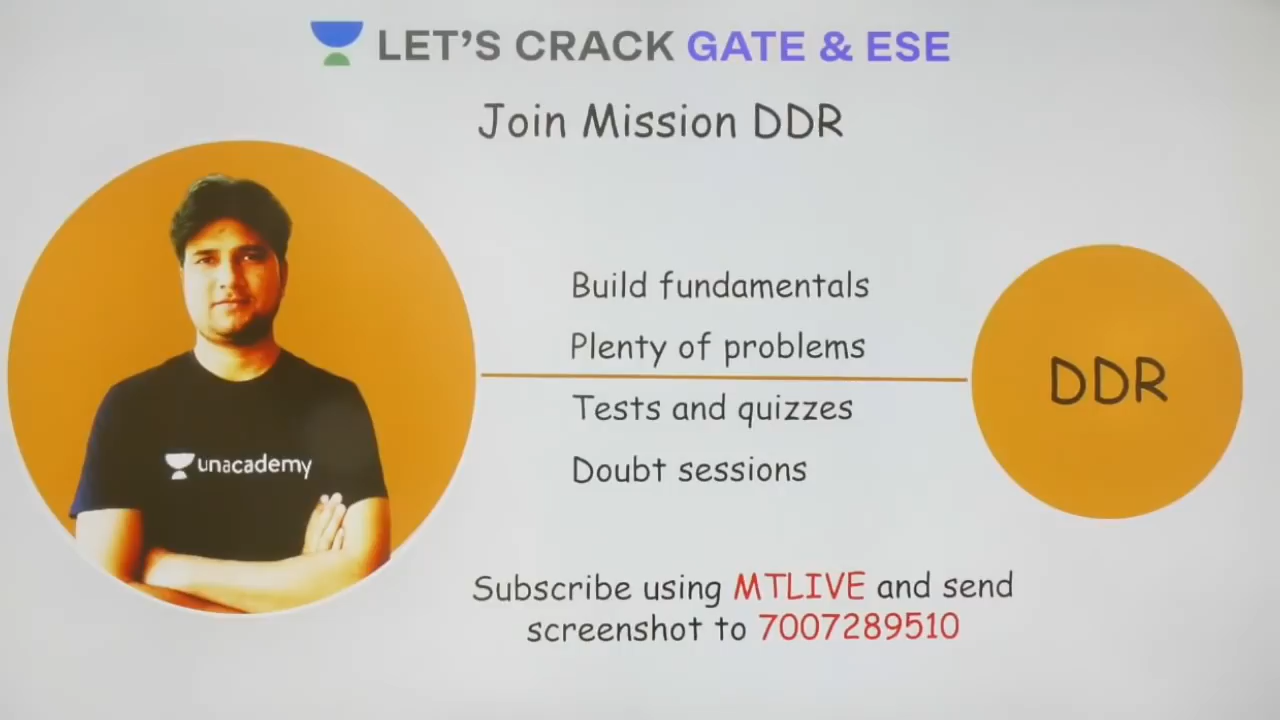 LET'S CRACK GATE & ESE
Join Mission DDR
Build fundamentals
Plenty of problems
Tests and quizzes
Doubt sessions
DDR
unacademy
Subscribe using MTLIVE and send
screenshot to 7007289510